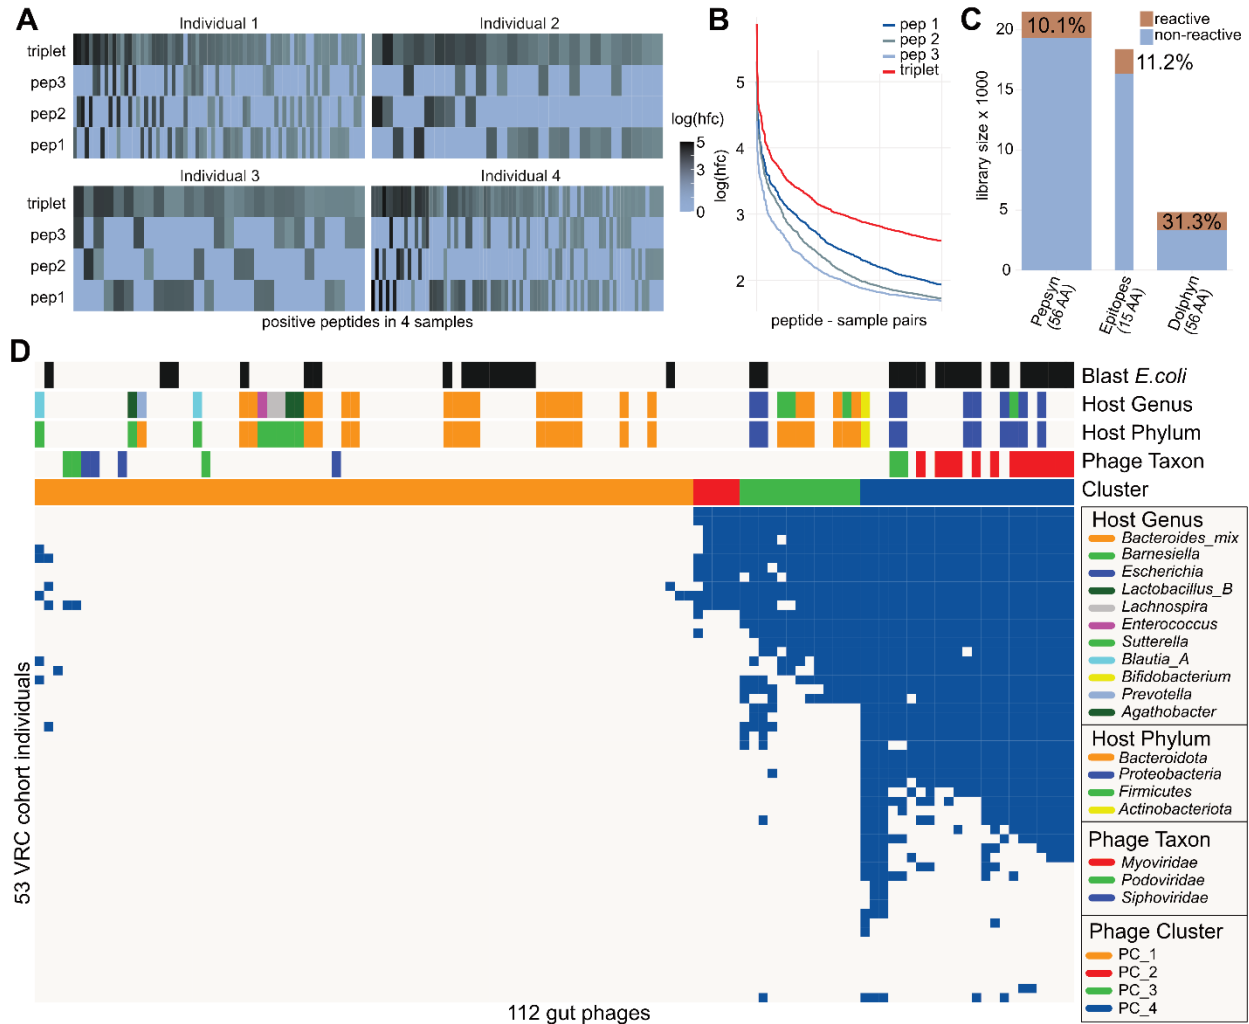 A
Individual 1
Individual 2
triplet
pep3
pep2
pep1
Individual 3
Individual 4
triplet
pep3
pep2
pep1
positive peptides in 4 samples
log(hfc)
5
3
0
B
pep 1
pep 2
pep 3
triplet
5
4
3
2
log(hfc)
peptide - sample pairs
C
reactive
non-reactive
20
15
10
5
0
library size x 1000
10.1%
11.2%
31.3%
Pepsyn
(56 AA)
Epitopes
(15 AA)
Dolphyn
(56 AA)
D
Blast E.coli
Host Genus
Host Phylum
Phage Taxon
Cluster
53 VRC cohort individuals
112 gut phages
Host Genus
Bacteroides_mix
Barnesiella
Escherichia
Lactobacillus_B
Lachnospira
Enterococcus
Sutterella
Blautia_A
Bifidobacterium
Prevotella
Agathobacter
Host Phylum
Bacteroidota
Proteobacteria
Firmicutes
Actinobacteriota
Phage Taxon
Myoviridae
Podoviridae
Siphoviridae
Phage Cluster
PC_1
PC_2
PC_3
PC_4